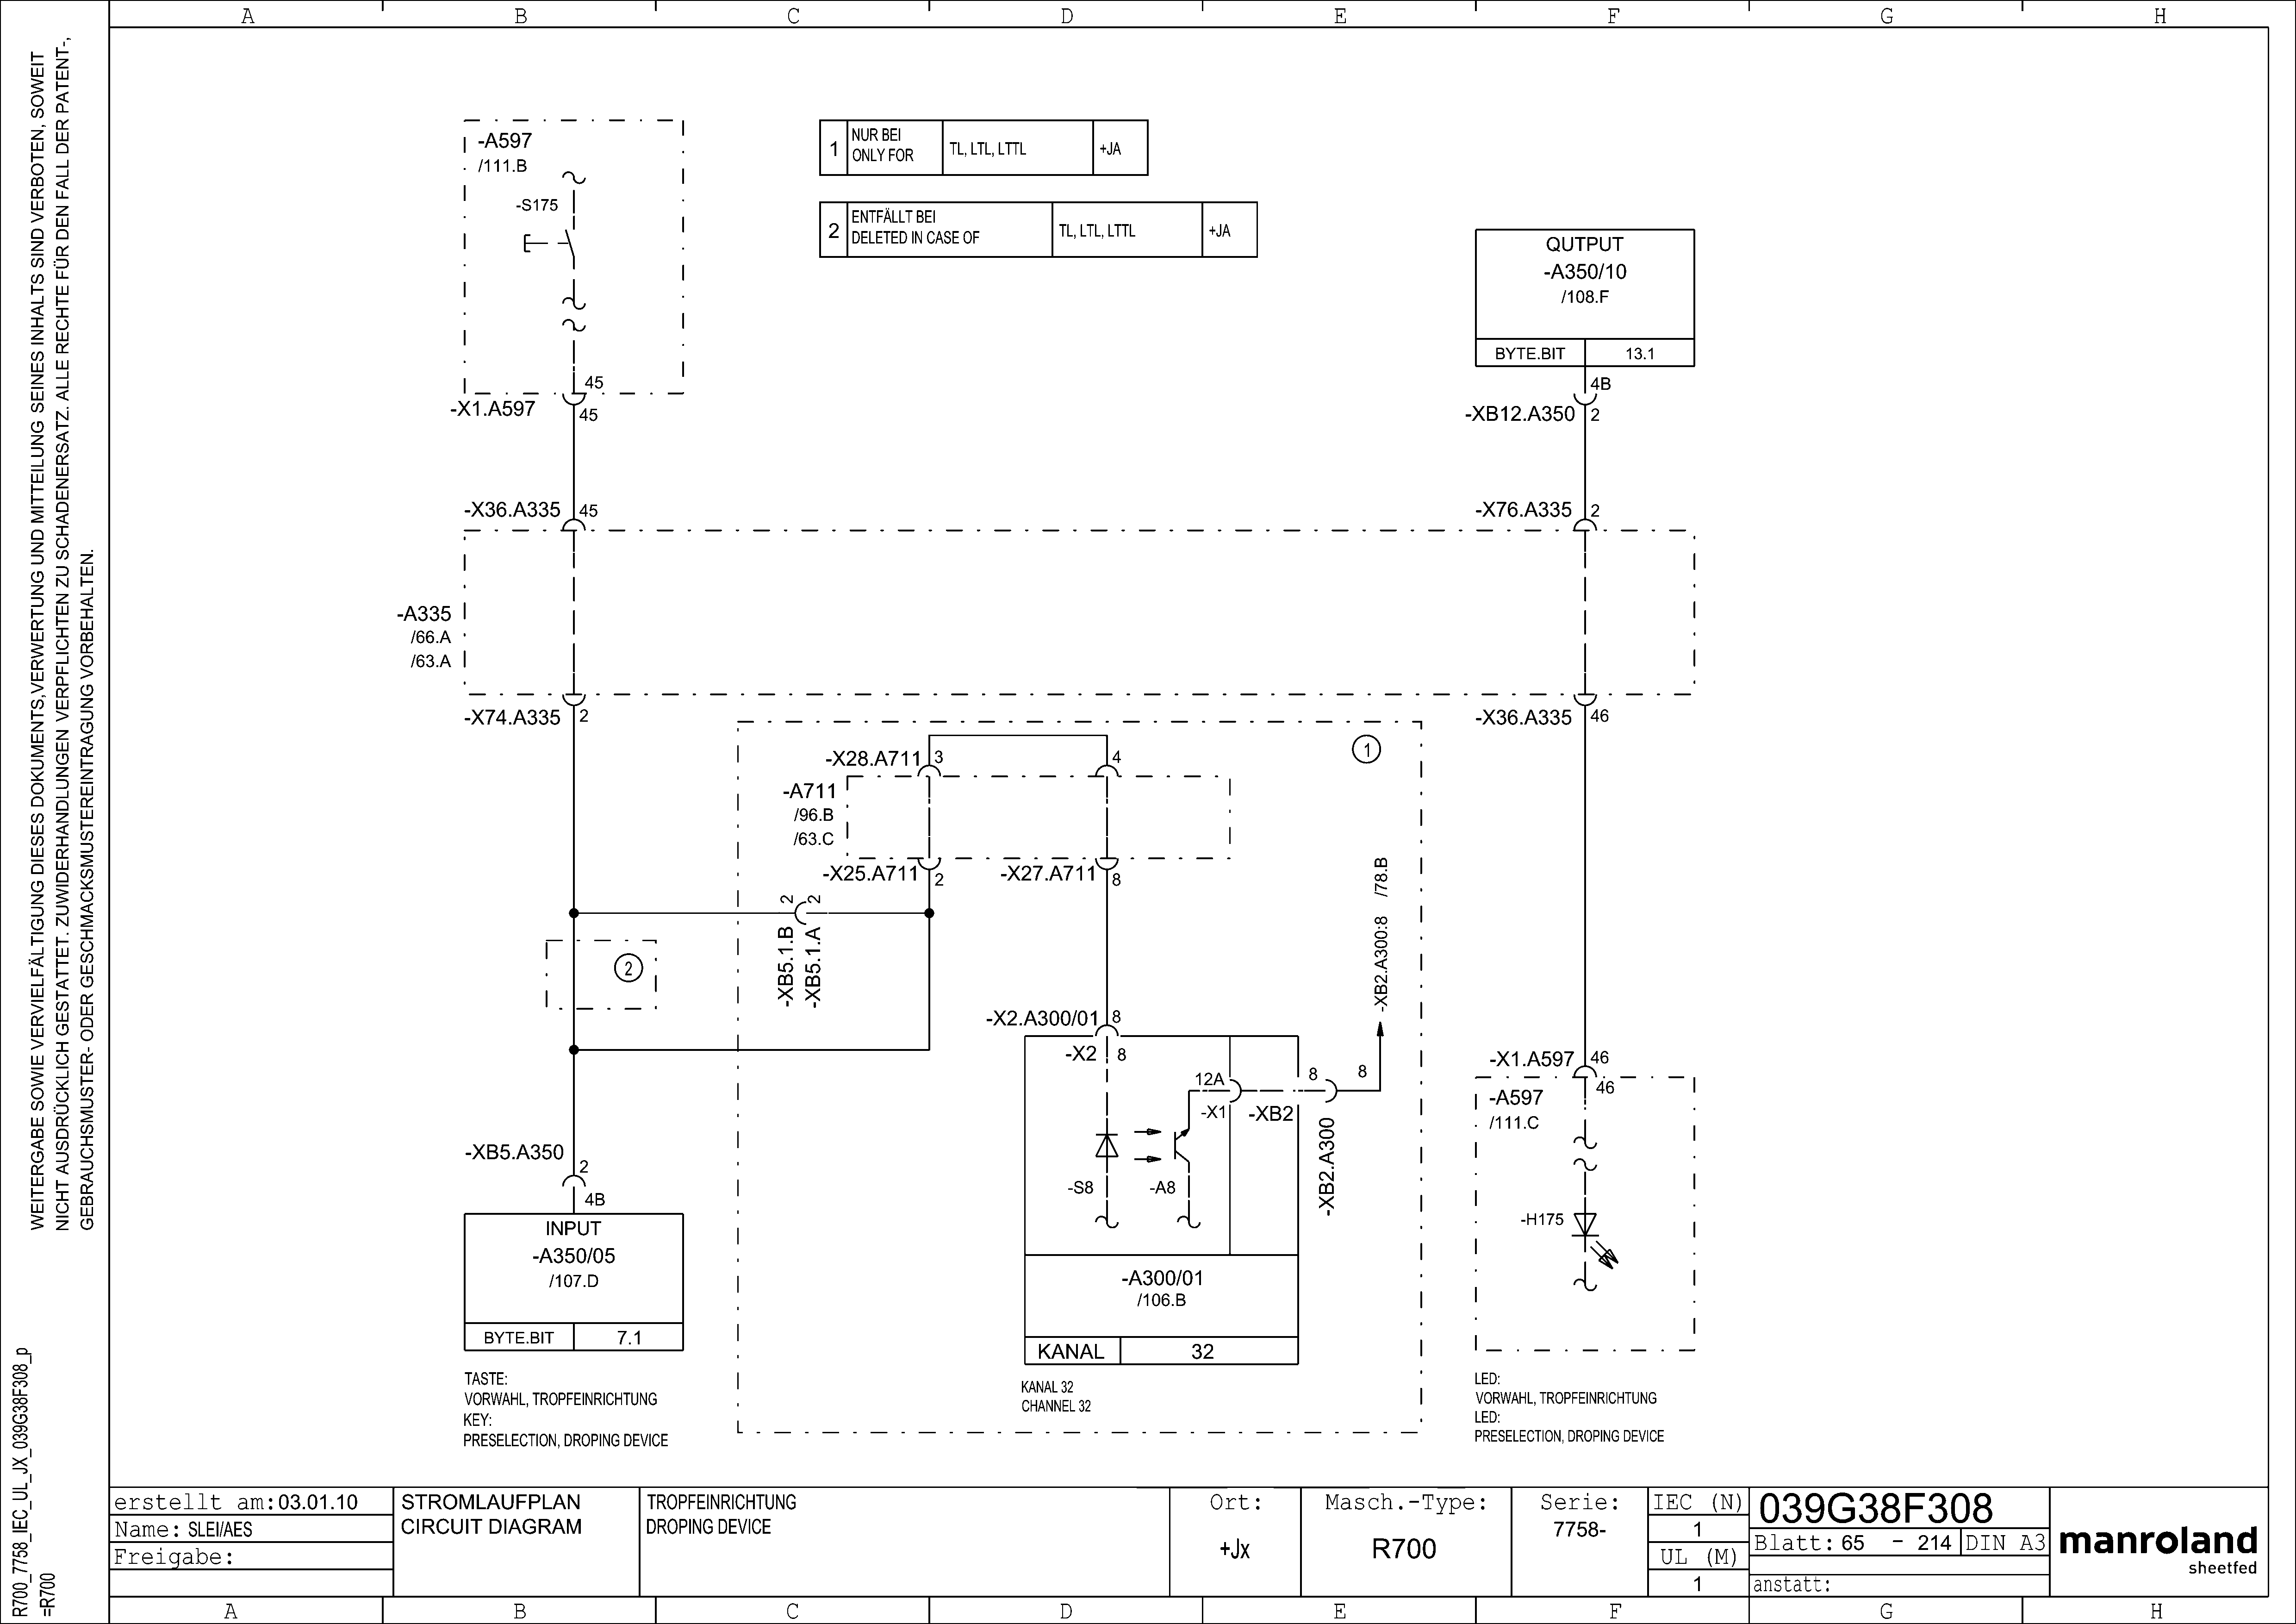 A B C D E F G H
WEITERGABE SOWIE VERVIELFÄLTIGUNG DIESES DOKUMENTS,VERWERTUNG UND MITTEILUNG SEINES INHALTS SIND VERBOTEN, SOWEIT
NICHT AUSDRÜCKLICH GESTATTET. ZUWIDERHANDLUNGEN VERPFLICHTEN ZU SCHADENERSATZ. ALLE RECHTE FÜR DEN FALL DER PATENT-,
GEBRAUCHSMUSTER- ODER GESCHMACKSMUSTEREINTRAGUNG VORBEHALTEN.
R700_7758_IEC_UL_JX_039G38F308_p
=R700
-A597
/111.B
-S175
45
-X1.A597
45
1
NUR BEI
ONLY FOR
TL, LTL, LTTL
+JA
2
ENTFÄLLT BEI
DELETED IN CASE OF
TL, LTL, LTTL
+JA
QUTPUT
-A350/10
/108.F
BYTE.BIT 13.1
4B
-XB12.A350 2
-X36.A335 45
-X76.A335 2
-A335
/66.A
/63.A
-X74.A335 2
-X36.A335 46
1
-X28.A711 3
4
-A711
/96.B
/63.C
-X25.A711 2
-X27.A711 8
2 2
-XB5.1.B
-XB5.1.A
2
-XB2.A300:8 /78.B
-X2.A300/01 8
-X2 8
12A
8
8
-X1
-XB2
-XB2.A300
-S8
-A8
-A300/01
/106.B
KANAL 32
KANAL 32
CHANNEL 32
-XB5.A350
2
4B
INPUT
-A350/05
/107.D
BYTE.BIT 7.1
TASTE:
VORWAHL, TROPFEINRICHTUNG
KEY:
PRESELECTION, DROPING DEVICE
-X1.A597 46
46
-A597
/111.C
-H175
LED:
VORWAHL, TROPFEINRICHTUNG
LED:
PRESELECTION, DROPING DEVICE
erstellt am: 03.01.10
Name: SLEI/AES
Freigabe:
STROMLAUFPLAN
CIRCUIT DIAGRAM
TROPFEINRICHTUNG
DROPING DEVICE
Ort:
+Jx
Masch.-Type:
R700
Serie:
7758-
IEC (N)
1
UL (M)
1
039G38F308
Blatt: 65 - 214 DIN A3
anstatt:
manroland
sheetfed
A B C D E F G H